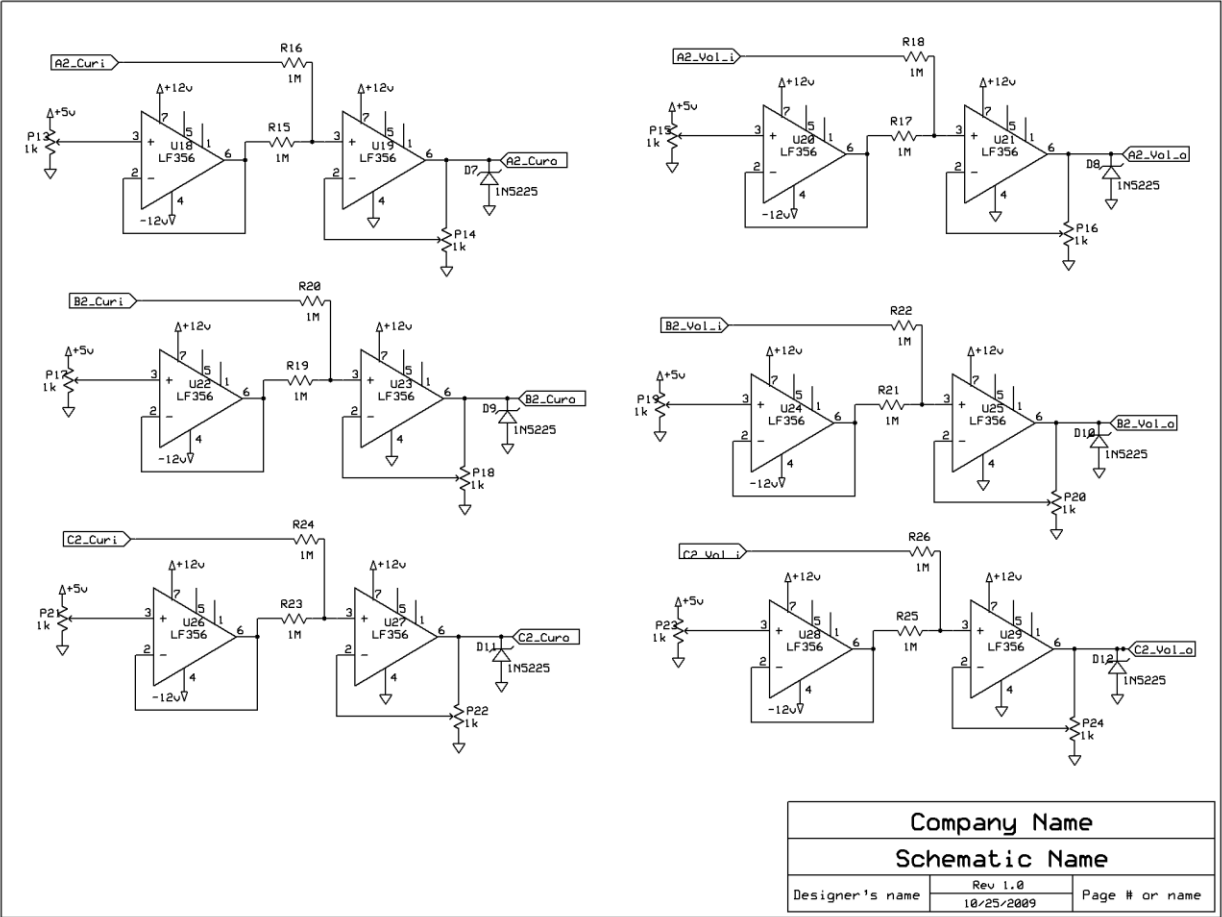 A2_Curi
R16
1M
+12v
+12v
+5v
P13
1k
3
+
7
5
1
U18
LF356
6
2
−
4
-12v
R15
1M
3
+
7
5
1
U19
LF356
6
2
−
4
A2_Curo
D7
1N5225
P14
1k
A2_Vol_i
R18
1M
+12v
+12v
+5v
P15
1k
3
+
7
5
1
U20
LF356
6
2
−
4
-12v
R17
1M
3
+
7
5
1
U21
LF356
6
2
−
4
A2_Vol_o
D8
1N5225
P16
1k
B2_Curi
R20
1M
+12v
+12v
+5v
P17
1k
3
+
7
5
1
U22
LF356
6
2
−
4
-12v
R19
1M
3
+
7
5
1
U23
LF356
6
2
−
4
B2_Curo
D9
1N5225
P18
1k
B2_Vol_i
R22
1M
+12v
+12v
+5v
P19
1k
3
+
7
5
1
U24
LF356
6
2
−
4
-12v
R21
1M
3
+
7
5
1
U25
LF356
6
2
−
4
B2_Vol_o
D10
1N5225
P20
1k
C2_Curi
R24
1M
+12v
+12v
+5v
P21
1k
3
+
7
5
1
U26
LF356
6
2
−
4
-12v
R23
1M
3
+
7
5
1
U27
LF356
6
2
−
4
C2_Curo
D11
1N5225
P22
1k
C2_Vol_i
R26
1M
+12v
+12v
+5v
P23
1k
3
+
7
5
1
U28
LF356
6
2
−
4
-12v
R25
1M
3
+
7
5
1
U29
LF356
6
2
−
4
C2_Vol_o
D12
1N5225
P24
1k
Company Name
Schematic Name
Designer's name
Rev 1.0
10/25/2009
Page # or name